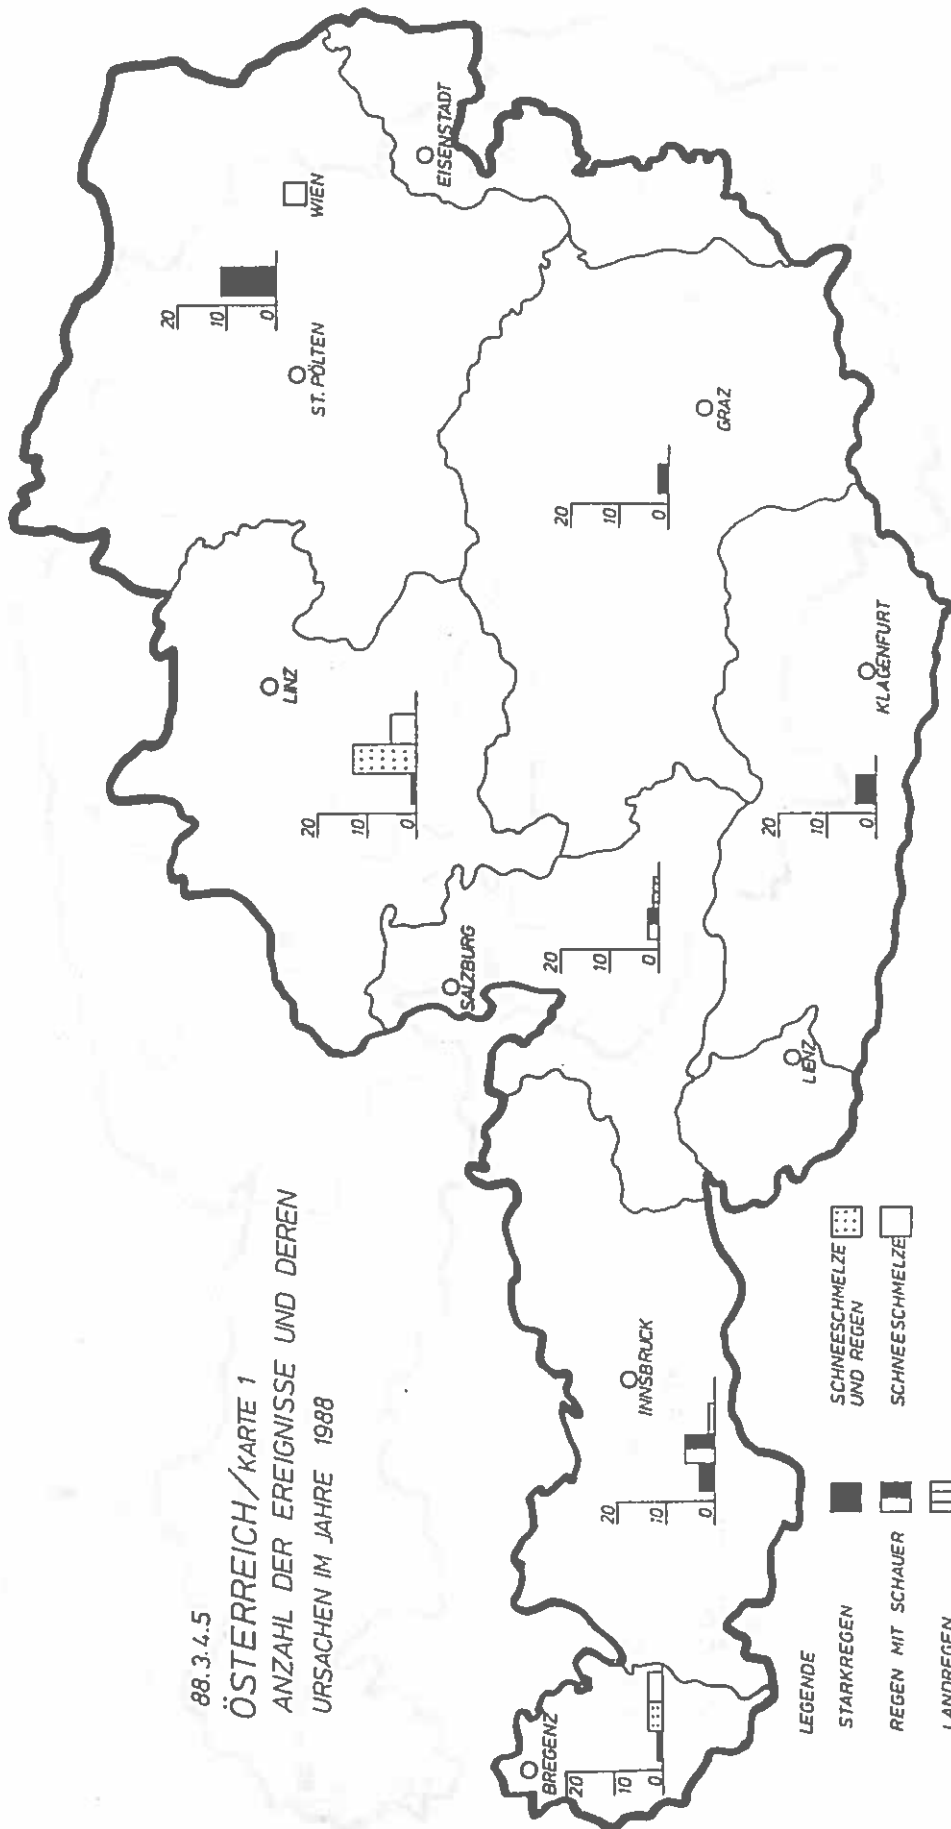 88.3.4.5
ÖSTERREICH/KARTE 1
ANZAHL DER EREIGNISSE UND DEREN
URSACHEN IM JAHRE 1988
BREGENZ
20
10
0
INNSBRUCK
20
10
0
SALZBURG
20
10
0
LIENZ
LINZ
20
10
0
KLAGENFURT
20
10
0
GRAZ
20
10
0
ST. PÖLTEN
20
10
0
WIEN
EISENSTADT
LEGENDE
STARKREGEN
REGEN MIT SCHAUER
LANDREGEN
SCHNEESCHMELZE
UND REGEN
SCHNEESCHMELZE